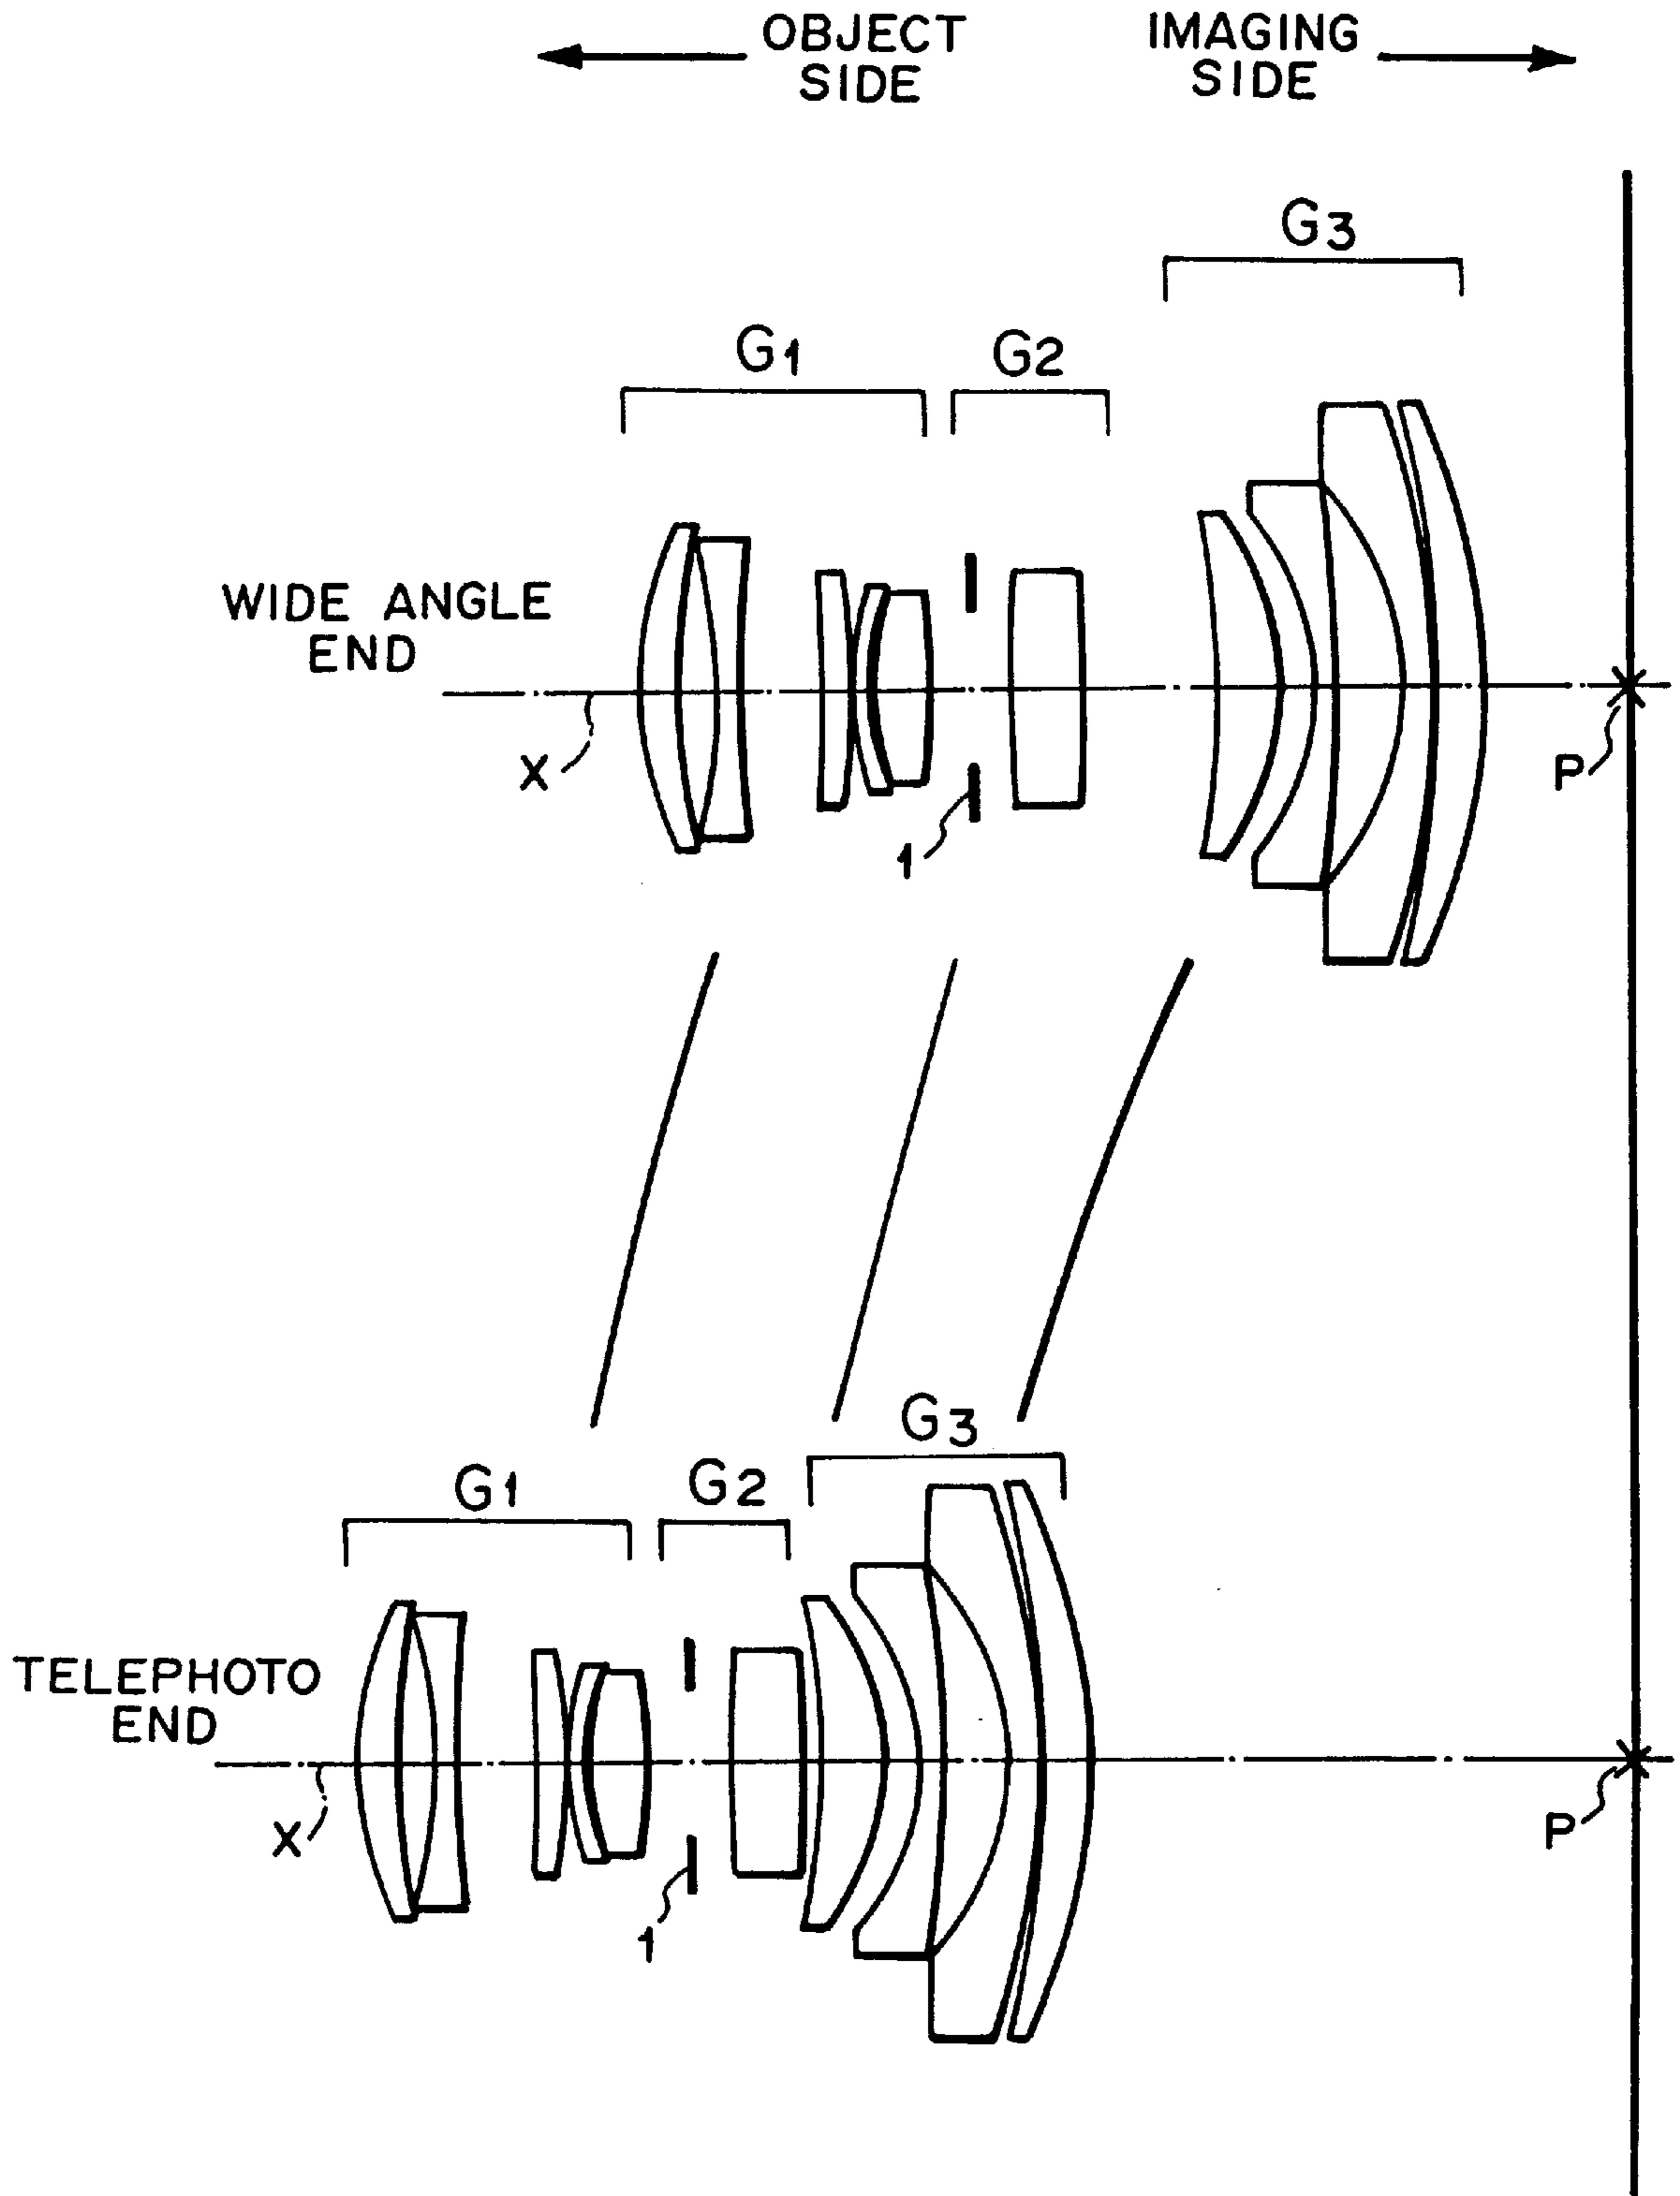 OBJECT SIDE
IMAGING SIDE
G3
G1
G2
WIDE ANGLE END
X
P
1
G3
G1
G2
TELEPHOTO END
X
P
1